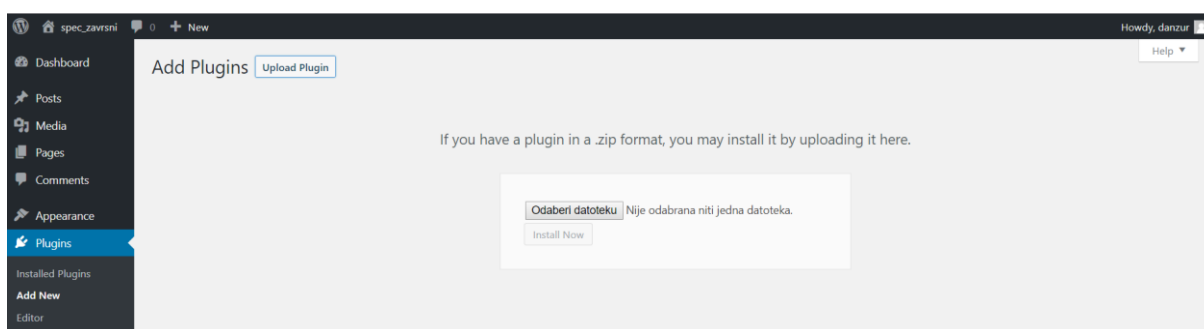 spec_zavrsni 0 New Howdy, danzur
Help
Dashboard
Posts
Media
Pages
Comments
Appearance
Plugins
Installed Plugins
Add New
Editor
Add Plugins Upload Plugin
If you have a plugin in a .zip format, you may install it by uploading it here.
Odaberi datoteku Nije odabrana niti jedna datoteka.
Install Now